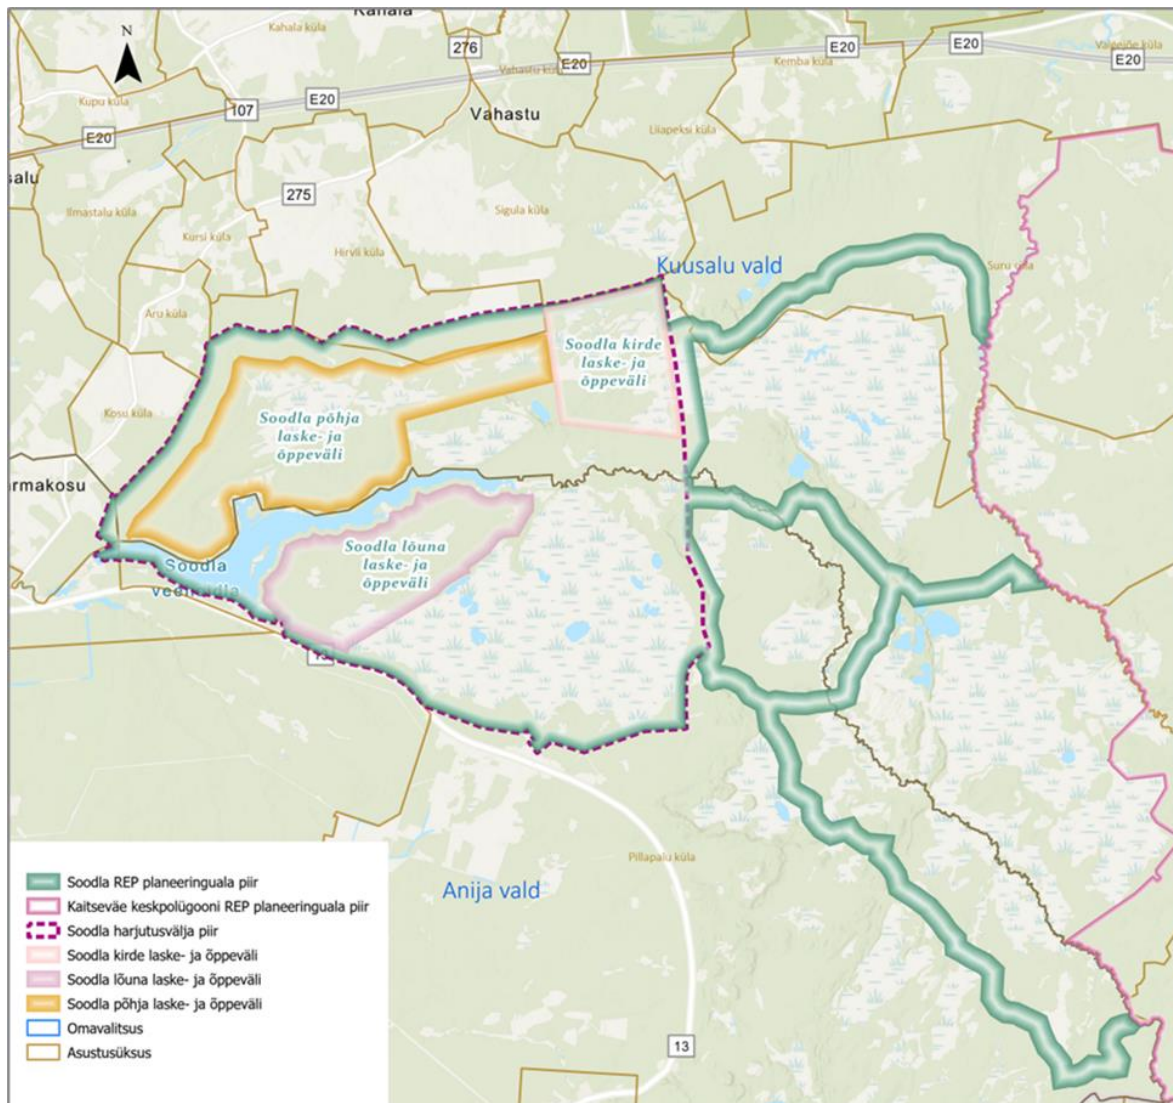 Kahala
Kahala küla
N
276
E20
E20
E20
Valgejõe küla
Vahastu küla
E20
Kemba küla
E20
Kupu küla
107
E20
Vahastu
Liiapeksi küla
E20
salu
275
Ilmastalu küla
Sigula küla
Kursi küla
Hirvli küla
Kuusalu vald
Suru küla
Aru küla
Soodla kirde
laske- ja
õppeväli
Kosu küla
Soodla põhja
laske- ja
õppeväli
armakosu
Soodla lõuna
laske- ja
õppeväli
Soodla
13
Pillapalu küla
Anija vald
13
Soodla REP planeeringuala piir
Kaitseväe keskpolügooni REP planeeringuala piir
Soodla harjutusvälja piir
Soodla kirde laske- ja õppeväli
Soodla lõuna laske- ja õppeväli
Soodla põhja laske- ja õppeväli
Omavalitsus
Asustusüksus